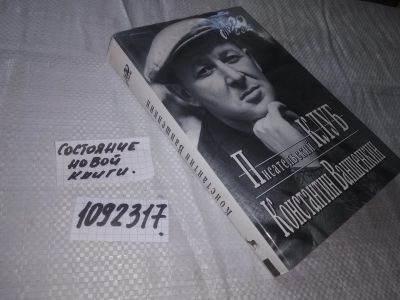 Писательский
КЛУБ
Константин Ваншенкин
Константин Ваншенкин
СОСТОЯНИЕ
НОВОЙ
КНИГИ.
1092317.